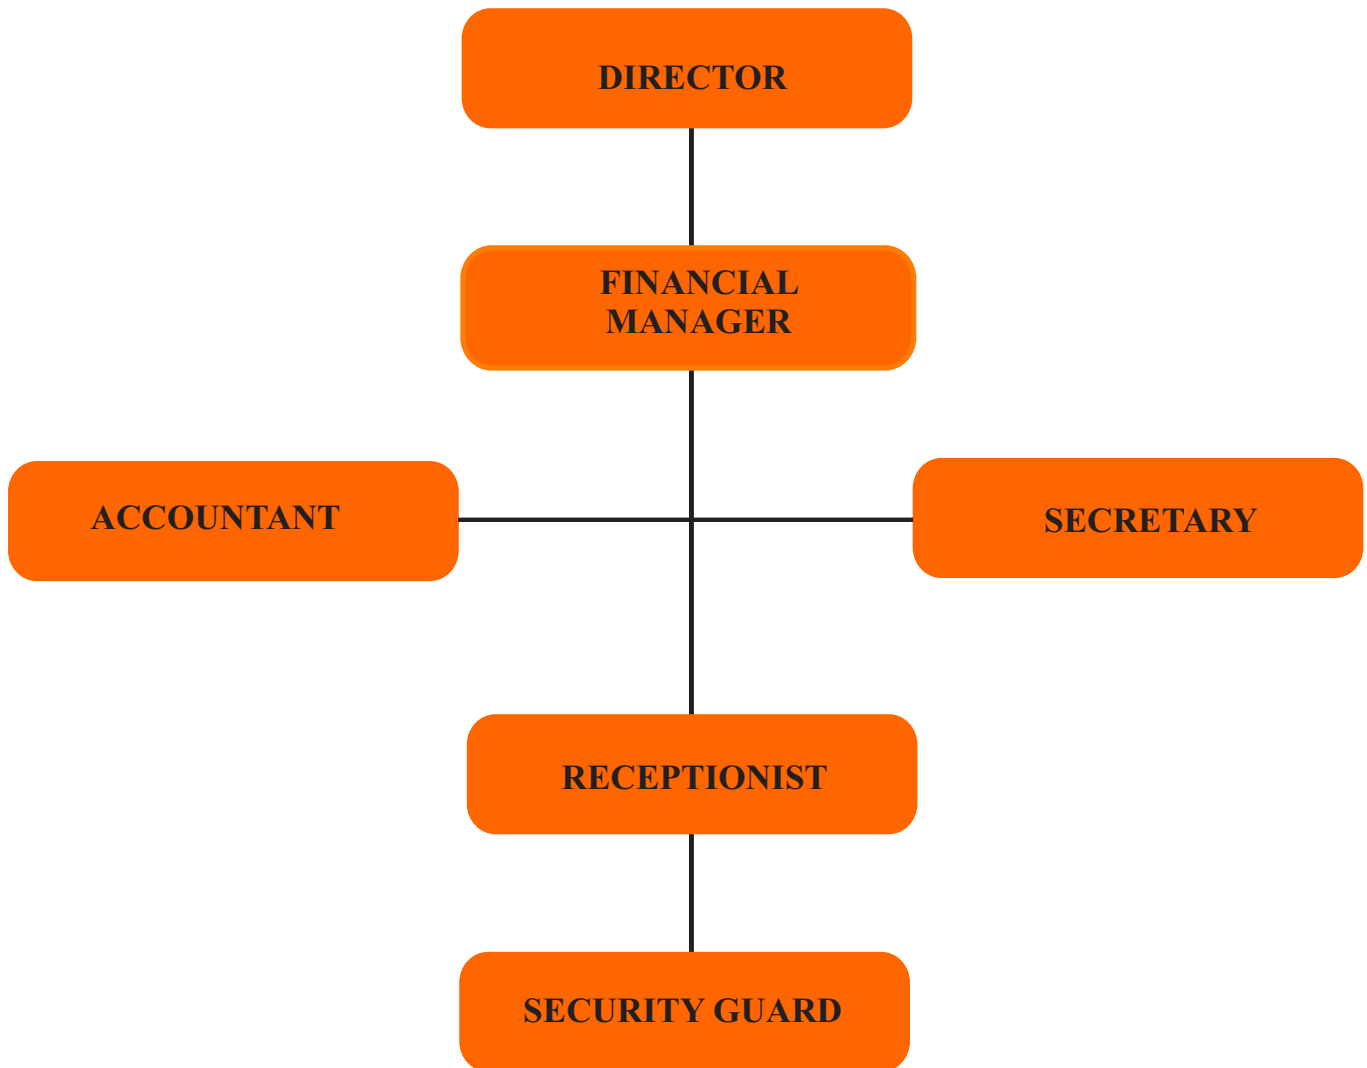 DIRECTOR
FINANCIAL
MANAGER
ACCOUNTANT
SECRETARY
RECEPTIONIST
SECURITY GUARD